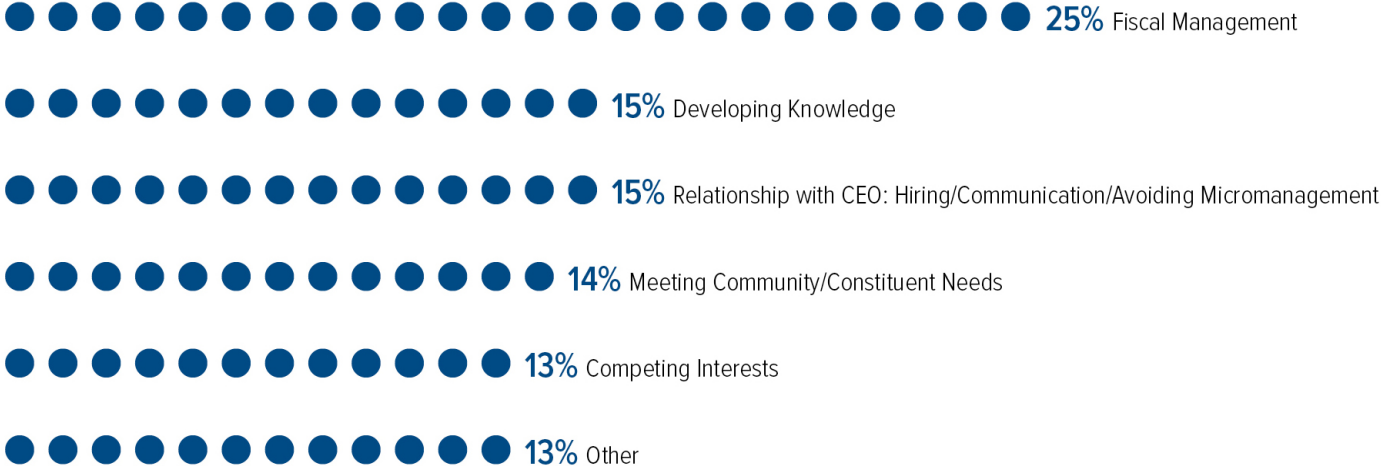 25% Fiscal Management
15% Developing Knowledge
15% Relationship with CEO: Hiring/Communication/Avoiding Micromanagement
14% Meeting Community/Constituent Needs
13% Competing Interests
13% Other